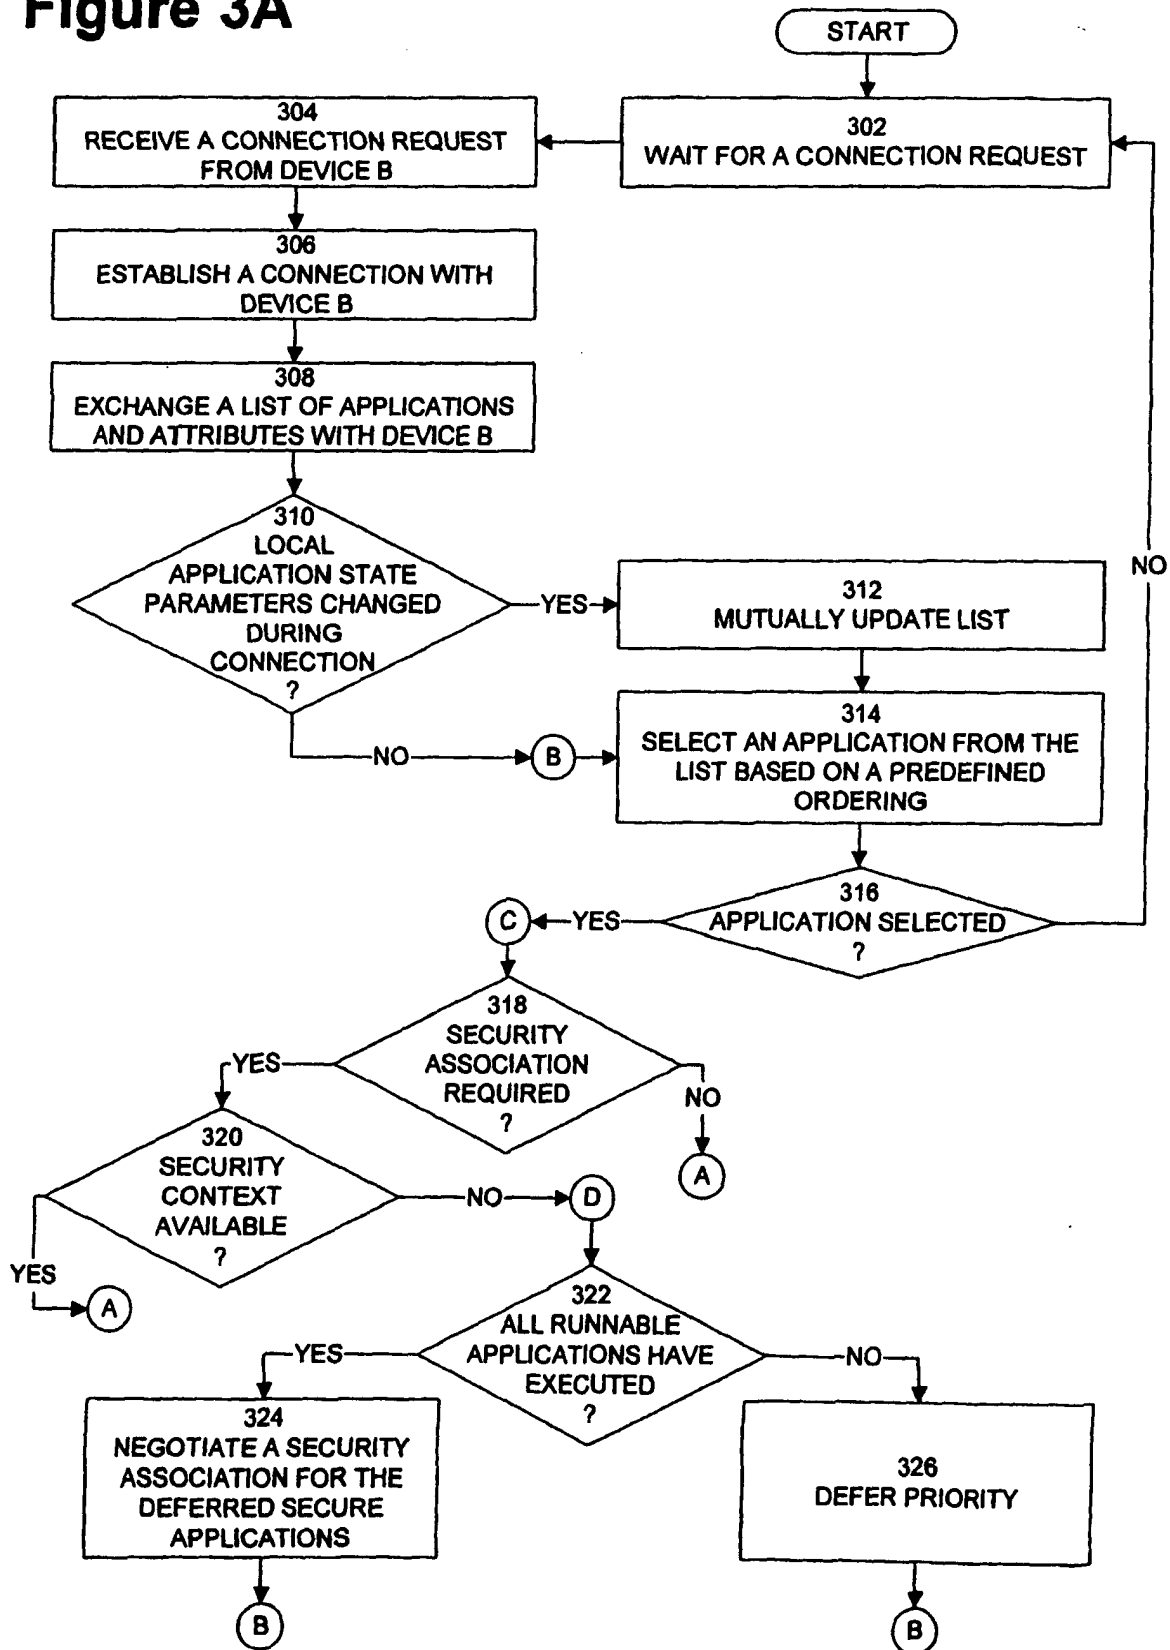 Figure 3A
START
304
RECEIVE A CONNECTION REQUEST
FROM DEVICE B
302
WAIT FOR A CONNECTION REQUEST
306
ESTABLISH A CONNECTION WITH
DEVICE B
308
EXCHANGE A LIST OF APPLICATIONS
AND ATTRIBUTES WITH DEVICE B
310
LOCAL
APPLICATION STATE
PARAMETERS CHANGED
DURING
CONNECTION
?
YES
312
MUTUALLY UPDATE LIST
NO
NO
B
314
SELECT AN APPLICATION FROM THE
LIST BASED ON A PREDEFINED
ORDERING
316
APPLICATION SELECTED
?
YES
C
318
SECURITY
ASSOCIATION
REQUIRED
?
YES
NO
A
320
SECURITY
CONTEXT
AVAILABLE
?
NO
D
YES
A
322
ALL RUNNABLE
APPLICATIONS HAVE
EXECUTED
?
YES
NO
324
NEGOTIATE A SECURITY
ASSOCIATION FOR THE
DEFERRED SECURE
APPLICATIONS
326
DEFER PRIORITY
B
B